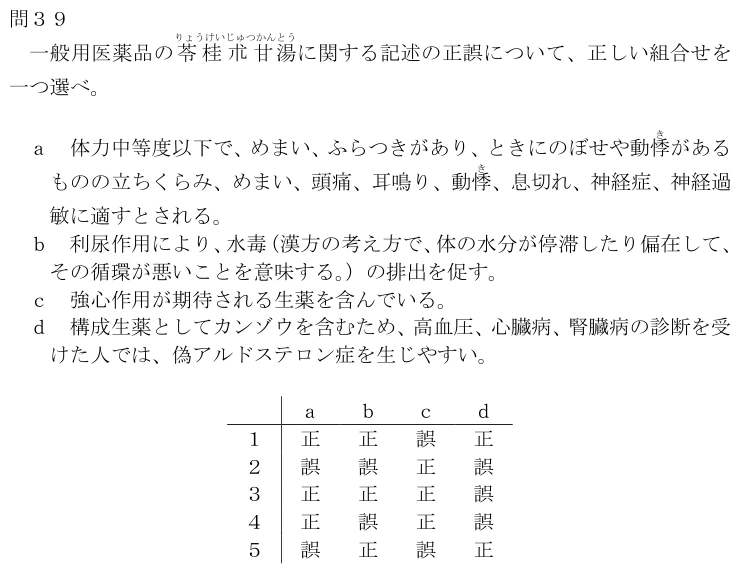 問３９
りょうけいじゅつかんとう
一般用医薬品の苓桂朮甘湯に関する記述の正誤について、正しい組合せを
一つ選べ。
き
a 体力中等度以下で、めまい、ふらつきがあり、ときにのぼせや動悸がある
き
ものの立ちくらみ、めまい、頭痛、耳鳴り、動悸、息切れ、神経症、神経過
敏に適すとされる。
b 利尿作用により、水毒（漢方の考え方で、体の水分が停滞したり偏在して、
その循環が悪いことを意味する。）の排出を促す。
c 強心作用が期待される生薬を含んでいる。
d 構成生薬としてカンゾウを含むため、高血圧、心臓病、腎臓病の診断を受
けた人では、偽アルドステロン症を生じやすい。
a b c d
1 正 正 誤 正
2 誤 誤 正 誤
3 正 正 正 誤
4 正 誤 正 誤
5 誤 正 誤 正